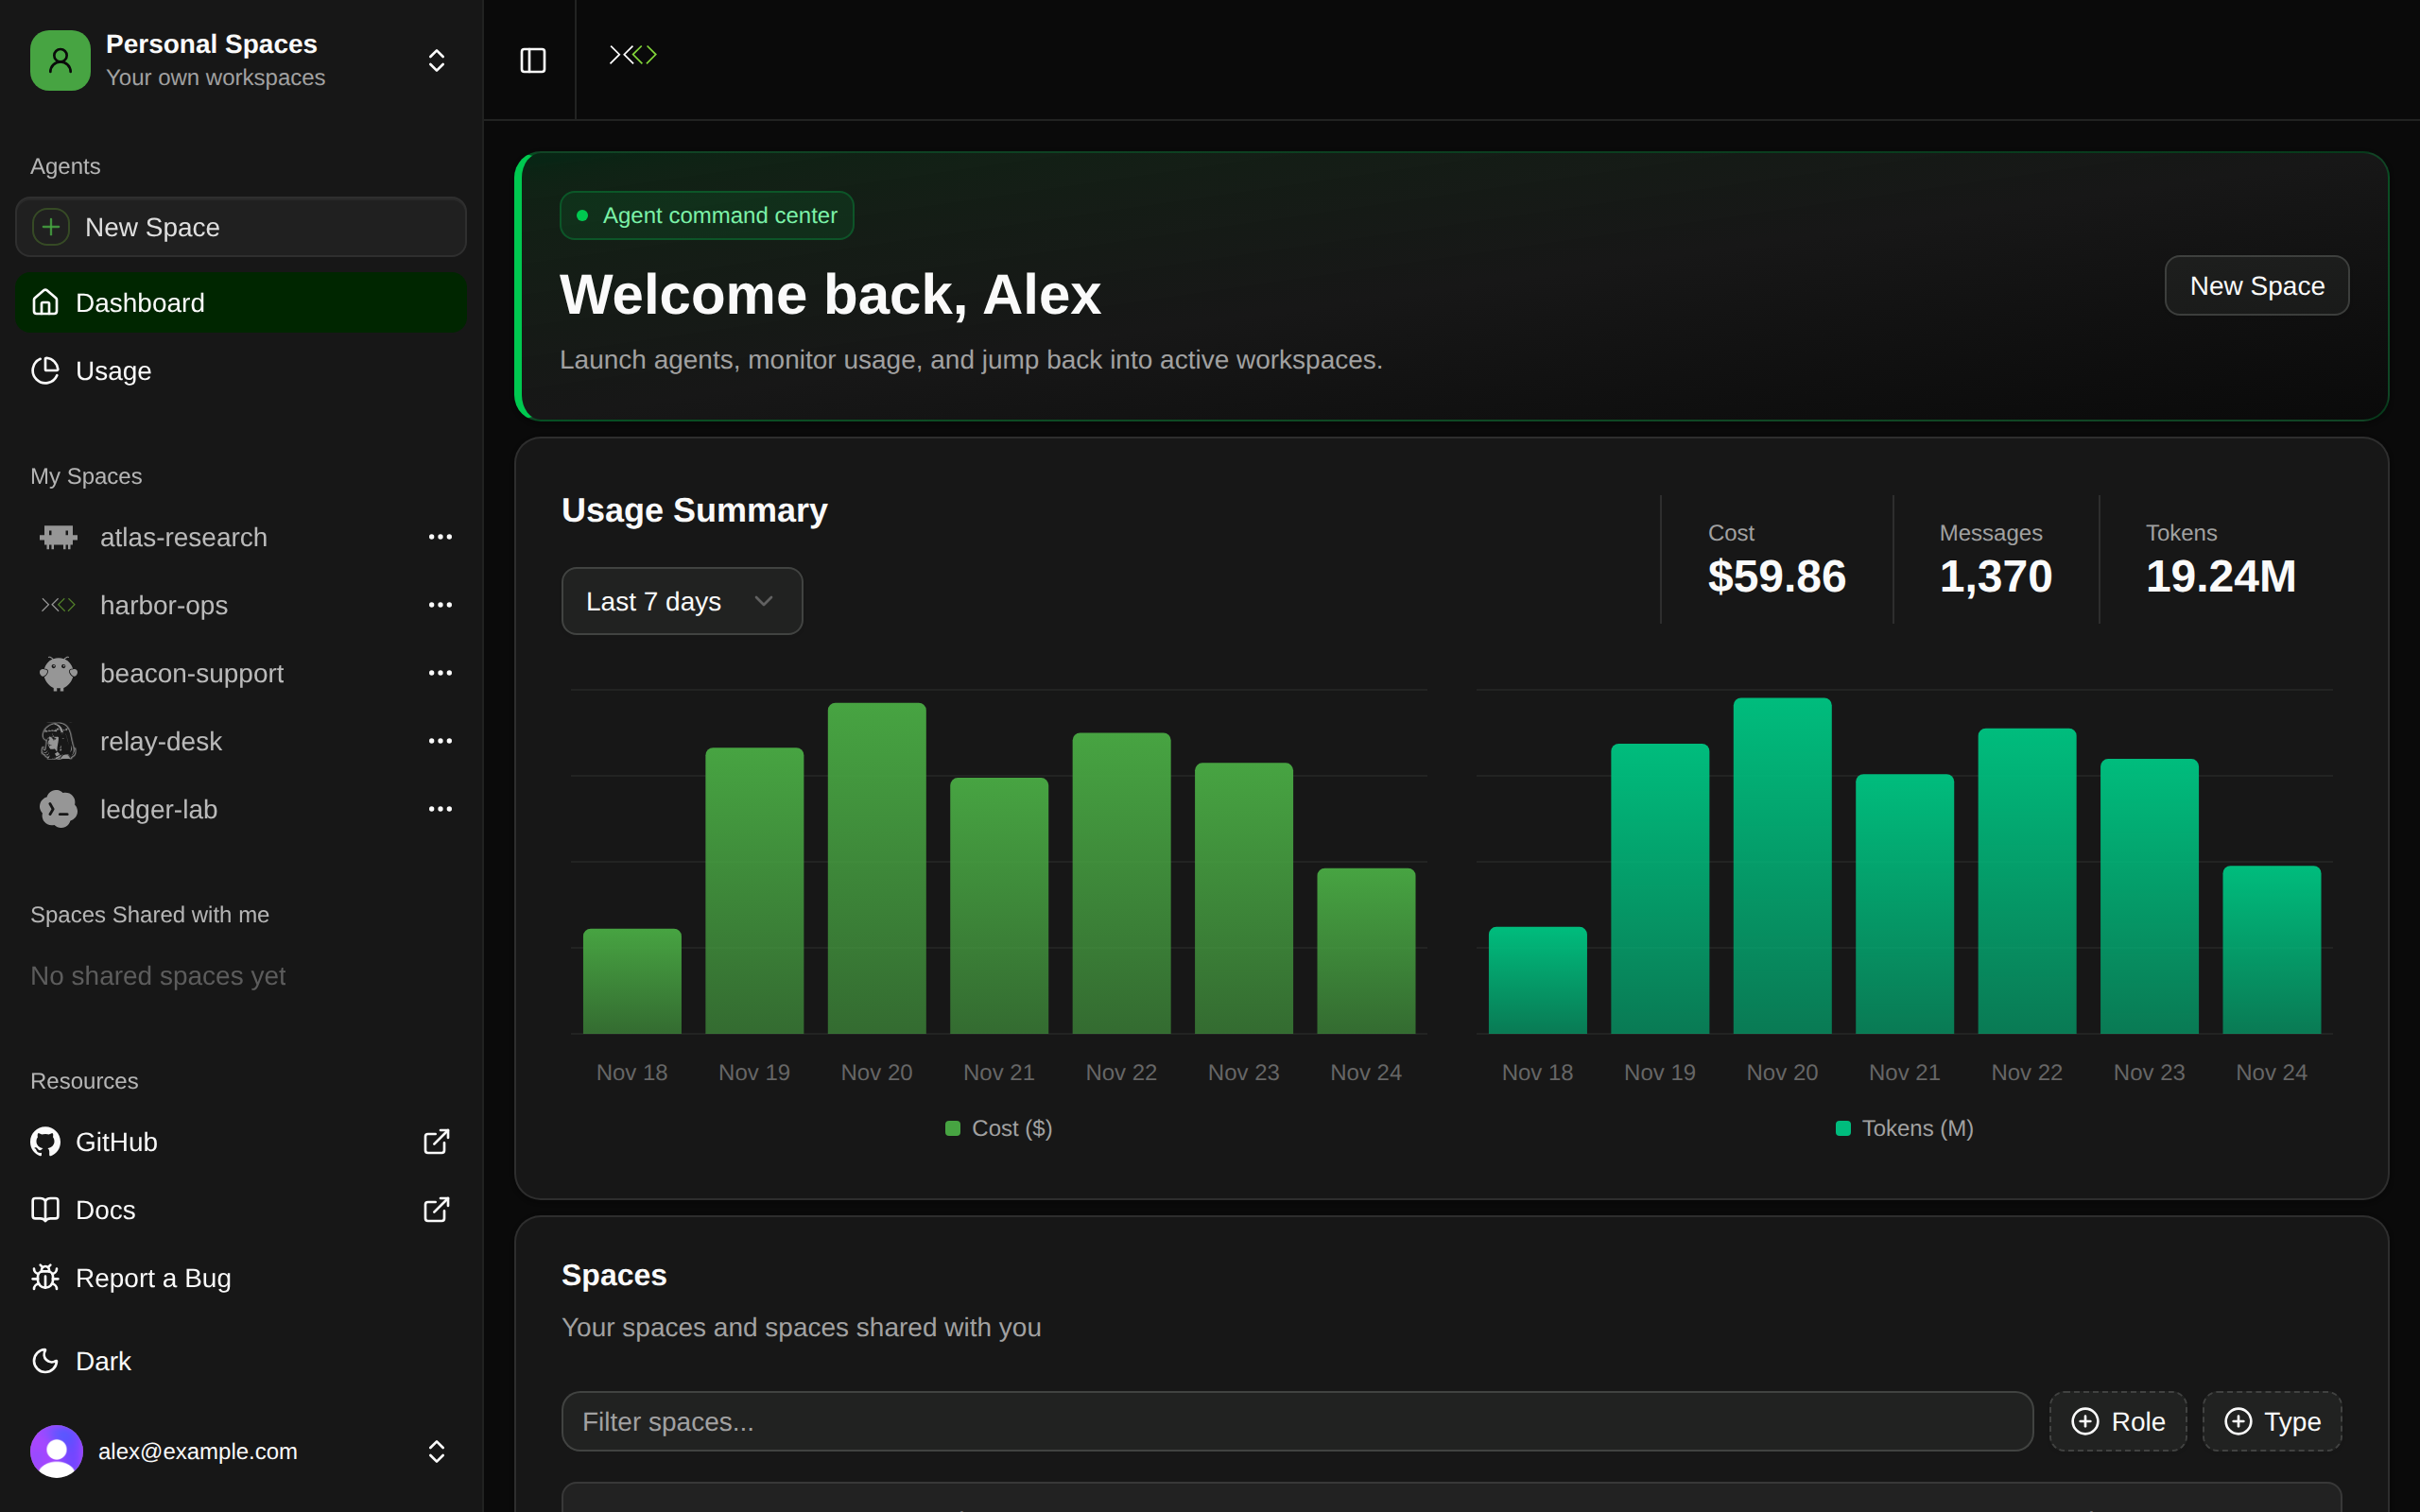 Personal Spaces
Your own workspaces
Agents
New Space
Dashboard
Usage
My Spaces
atlas-research
harbor-ops
beacon-support
relay-desk
ledger-lab
Spaces Shared with me
No shared spaces yet
Resources
GitHub
Docs
Report a Bug
Dark
alex@example.com
Agent command center
Welcome back, Alex
Launch agents, monitor usage, and jump back into active workspaces.
New Space
Usage Summary
Last 7 days
Cost
$59.86
Messages
1,370
Tokens
19.24M
Nov 18 Nov 19 Nov 20 Nov 21 Nov 22 Nov 23 Nov 24
Cost ($)
Nov 18 Nov 19 Nov 20 Nov 21 Nov 22 Nov 23 Nov 24
Tokens (M)
Spaces
Your spaces and spaces shared with you
Filter spaces...
Role
Type